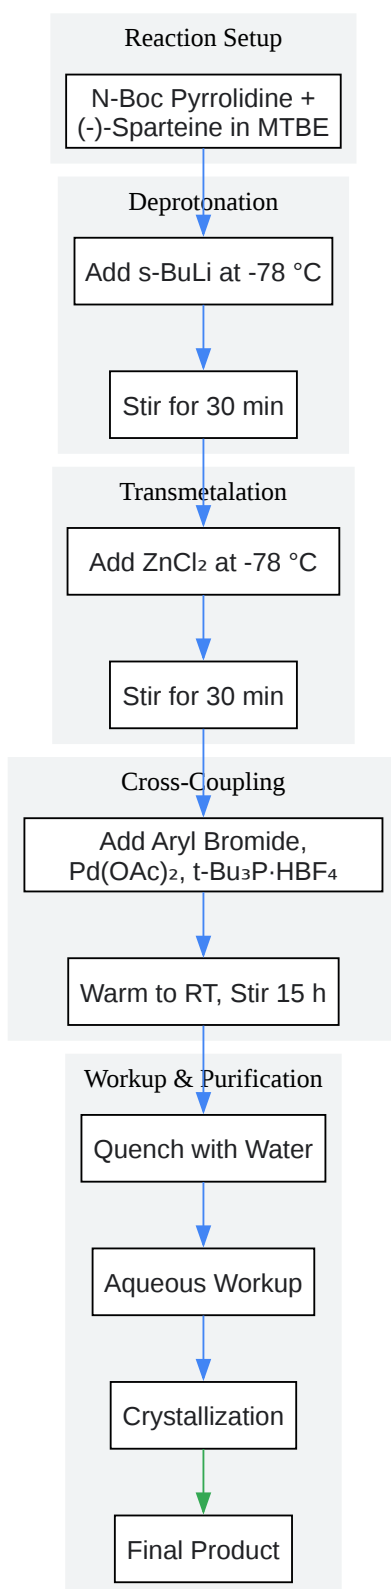 Reaction Setup
N-Boc Pyrrolidine +
(-)-Sparteine in MTBE
Deprotonation
Add s-BuLi at -78 °C
Stir for 30 min
Transmetalation
Add ZnCl₂ at -78 °C
Stir for 30 min
Cross-Coupling
Add Aryl Bromide,
Pd(OAc)₂, t-Bu₃P·HBF₄
Warm to RT, Stir 15 h
Workup & Purification
Quench with Water
Aqueous Workup
Crystallization
Final Product